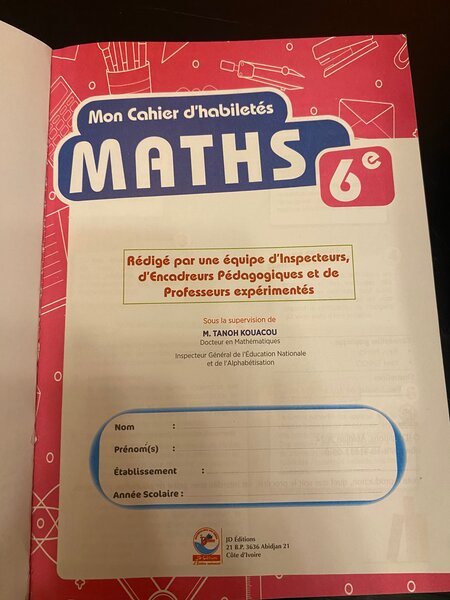 Mon Cahier d'habiletés
MATHS
6e
Rédigé par une équipe d'Inspecteurs,
d'Encadreurs Pédagogiques et de
Professeurs expérimentés
Sous la supervision de
M. TANOH KOUACOU
Docteur en Mathématiques
Inspecteur Général de l'Éducation Nationale
et de l'Alphabétisation
Nom :
Prénom(s) :
Établissement :
Année Scolaire :
JD Éditions
21 B.P. 3636 Abidjan 21
Côte d'Ivoire